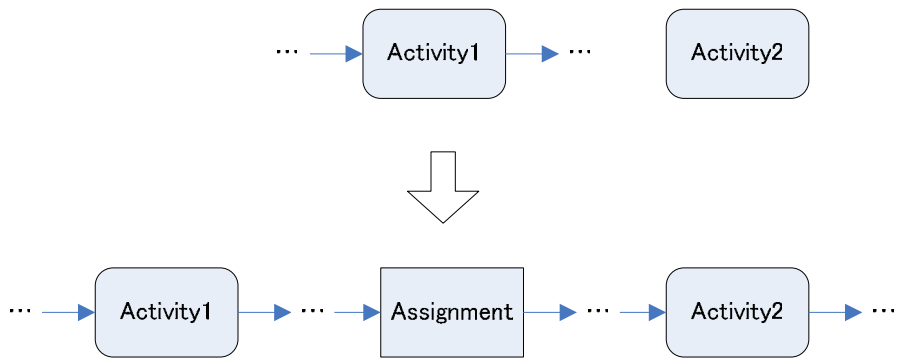 … Activity1 … Activity2
… Activity1 … Assignment … Activity2 …